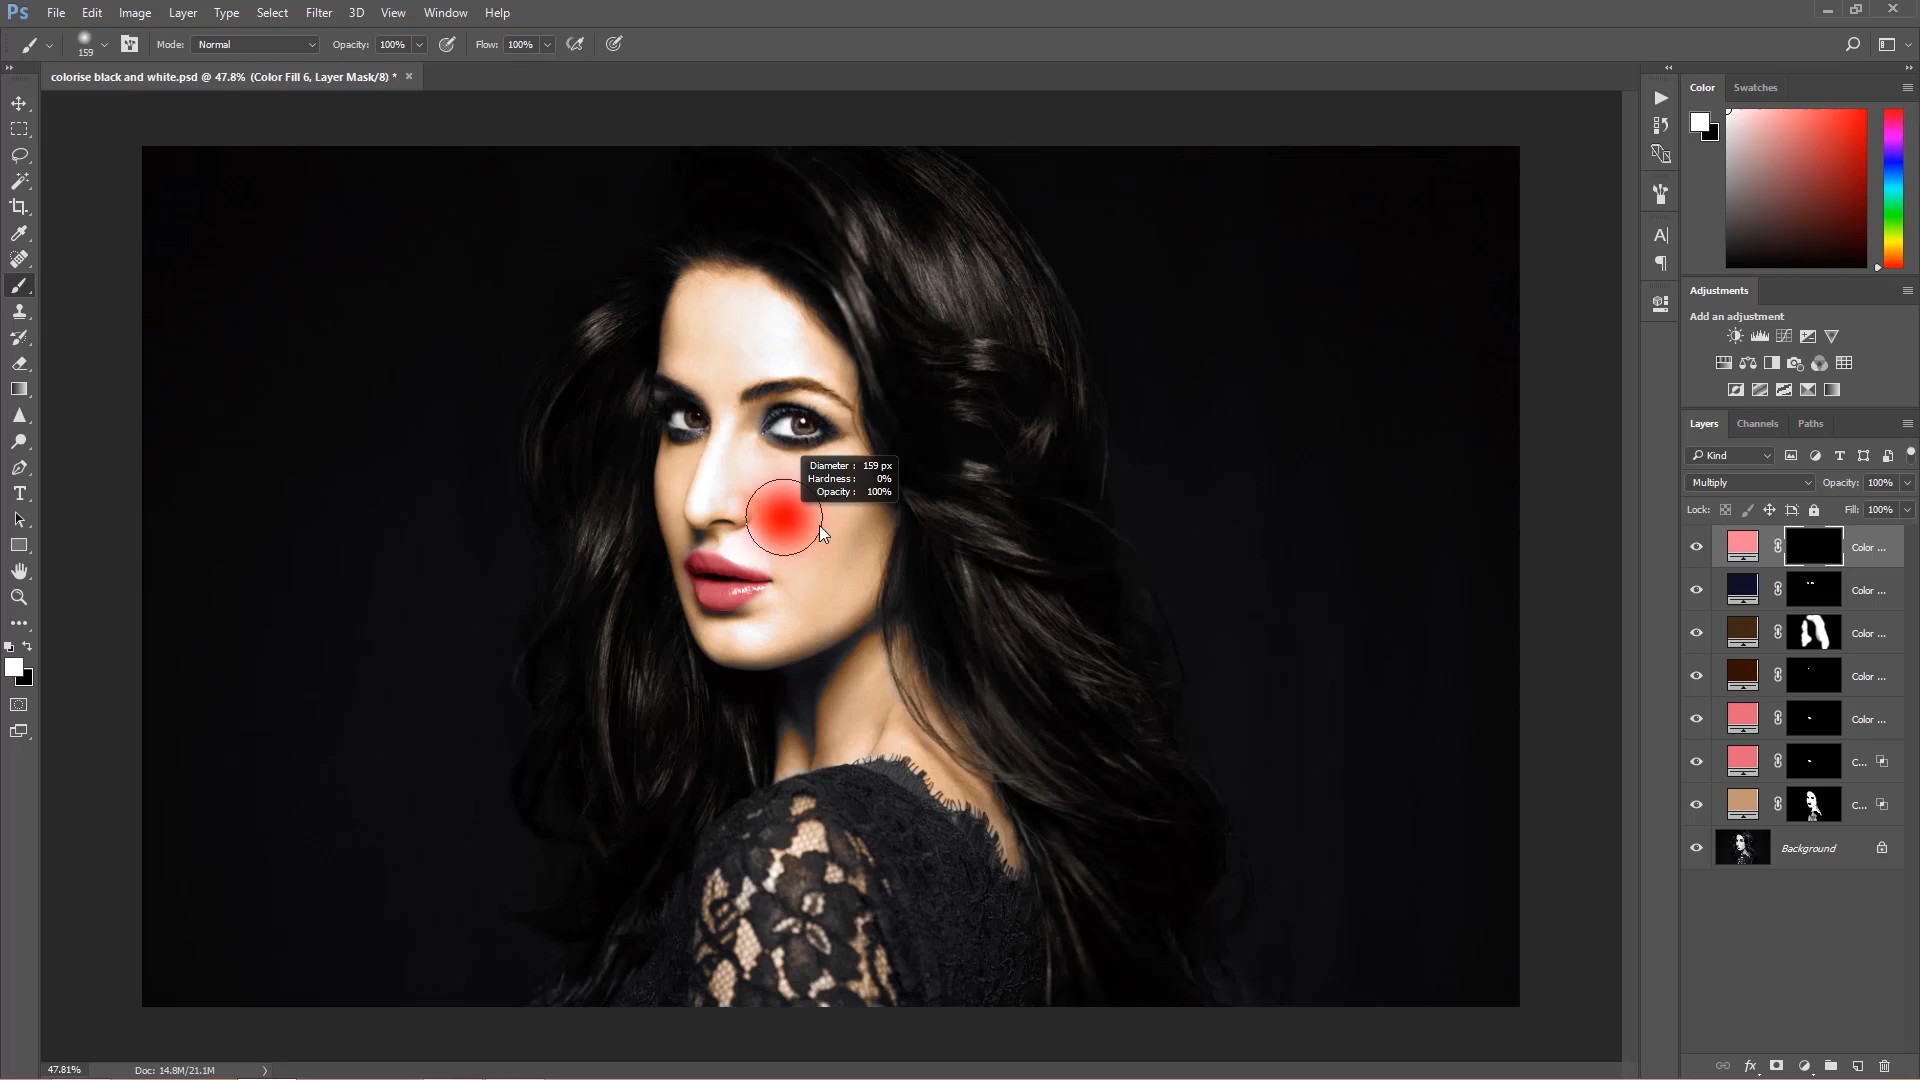 Ps File Edit Image Layer Type Select Filter 3D View Window Help
159 Mode: Normal Opacity: 100% Flow: 100%
colorise black and white.psd @ 47.8% (Color Fill 6, Layer Mask/8) * ×
Color Swatches
Adjustments
Add an adjustment
Layers Channels Paths
Kind
Multiply Opacity: 100%
Lock: Fill: 100%
Color ...
Color ...
Color ...
Color ...
Color ...
C...
C...
Background
Diameter : 159 px
Hardness : 0%
Opacity : 100%
47.81% Doc: 14.8M/21.1M